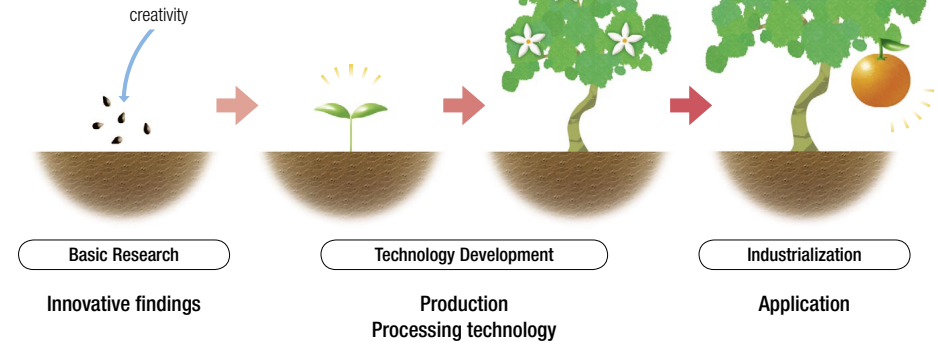 creativity
Basic Research
Technology Development
Industrialization
Innovative findings
Production
Processing technology
Application